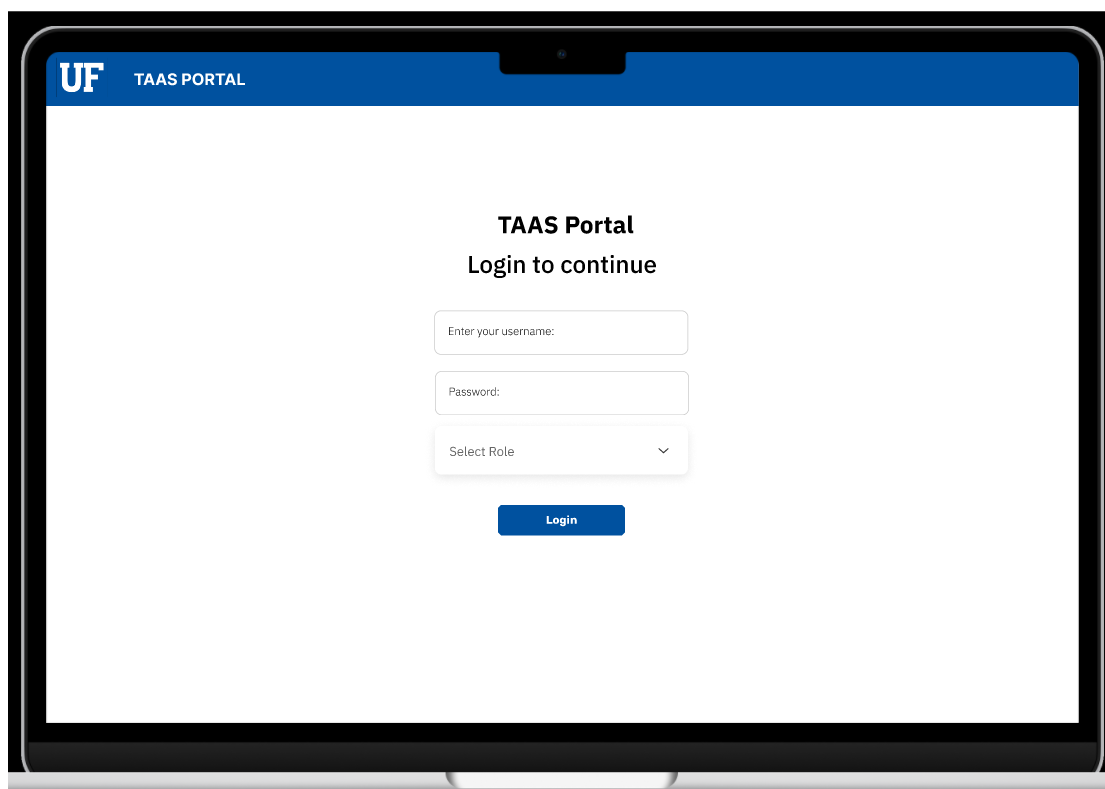 UF
TAAS PORTAL
TAAS Portal
Login to continue
Enter your username:
Password:
Select Role
Login